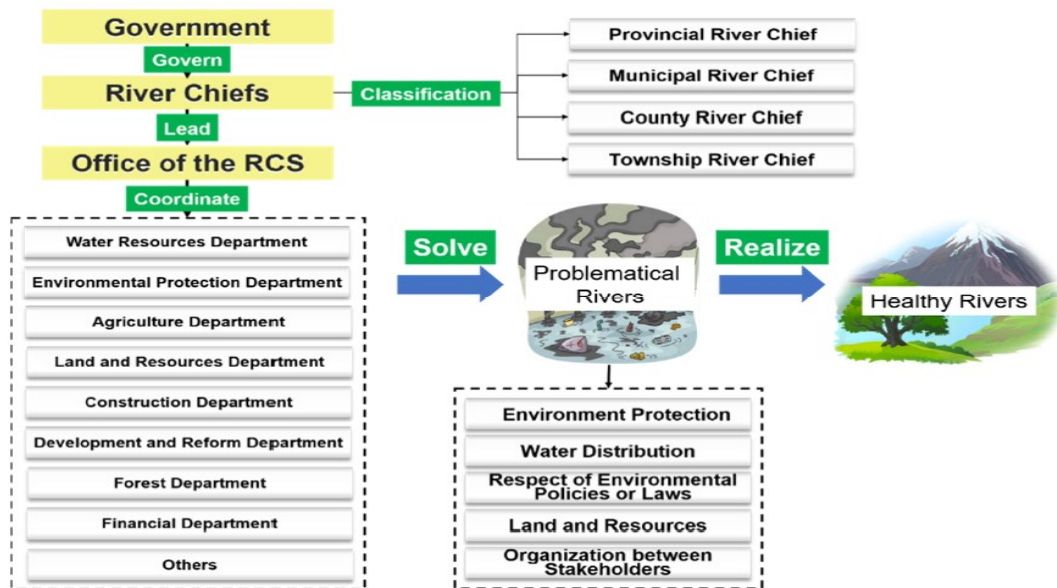 Government
Govern
River Chiefs
Lead
Office of the RCS
Coordinate
Classification
Provincial River Chief
Municipal River Chief
County River Chief
Township River Chief
Water Resources Department
Environmental Protection Department
Agriculture Department
Land and Resources Department
Construction Department
Development and Reform Department
Forest Department
Financial Department
Others
Solve
Problematical
Rivers
Realize
Healthy Rivers
Environment Protection
Water Distribution
Respect of Environmental
Policies or Laws
Land and Resources
Organization between
Stakeholders